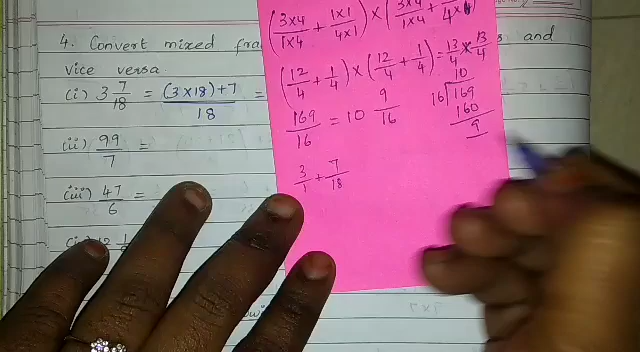 (3×4/1×4 + 1×1/4×1) × (3×4/1×4 + /4×1)
4. Convert mixed fra s and
vice versa
(12/4 + 1/4) × (12/4 + 1/4) = 13/4 × 13/4
(i) 3 7/18 = (3×18)+7/18 =
169/16 = 10 9/16
10
16)169
160
9
(ii) 99/7 =
3/1 + 7/18
(iii) 47/6 =
12